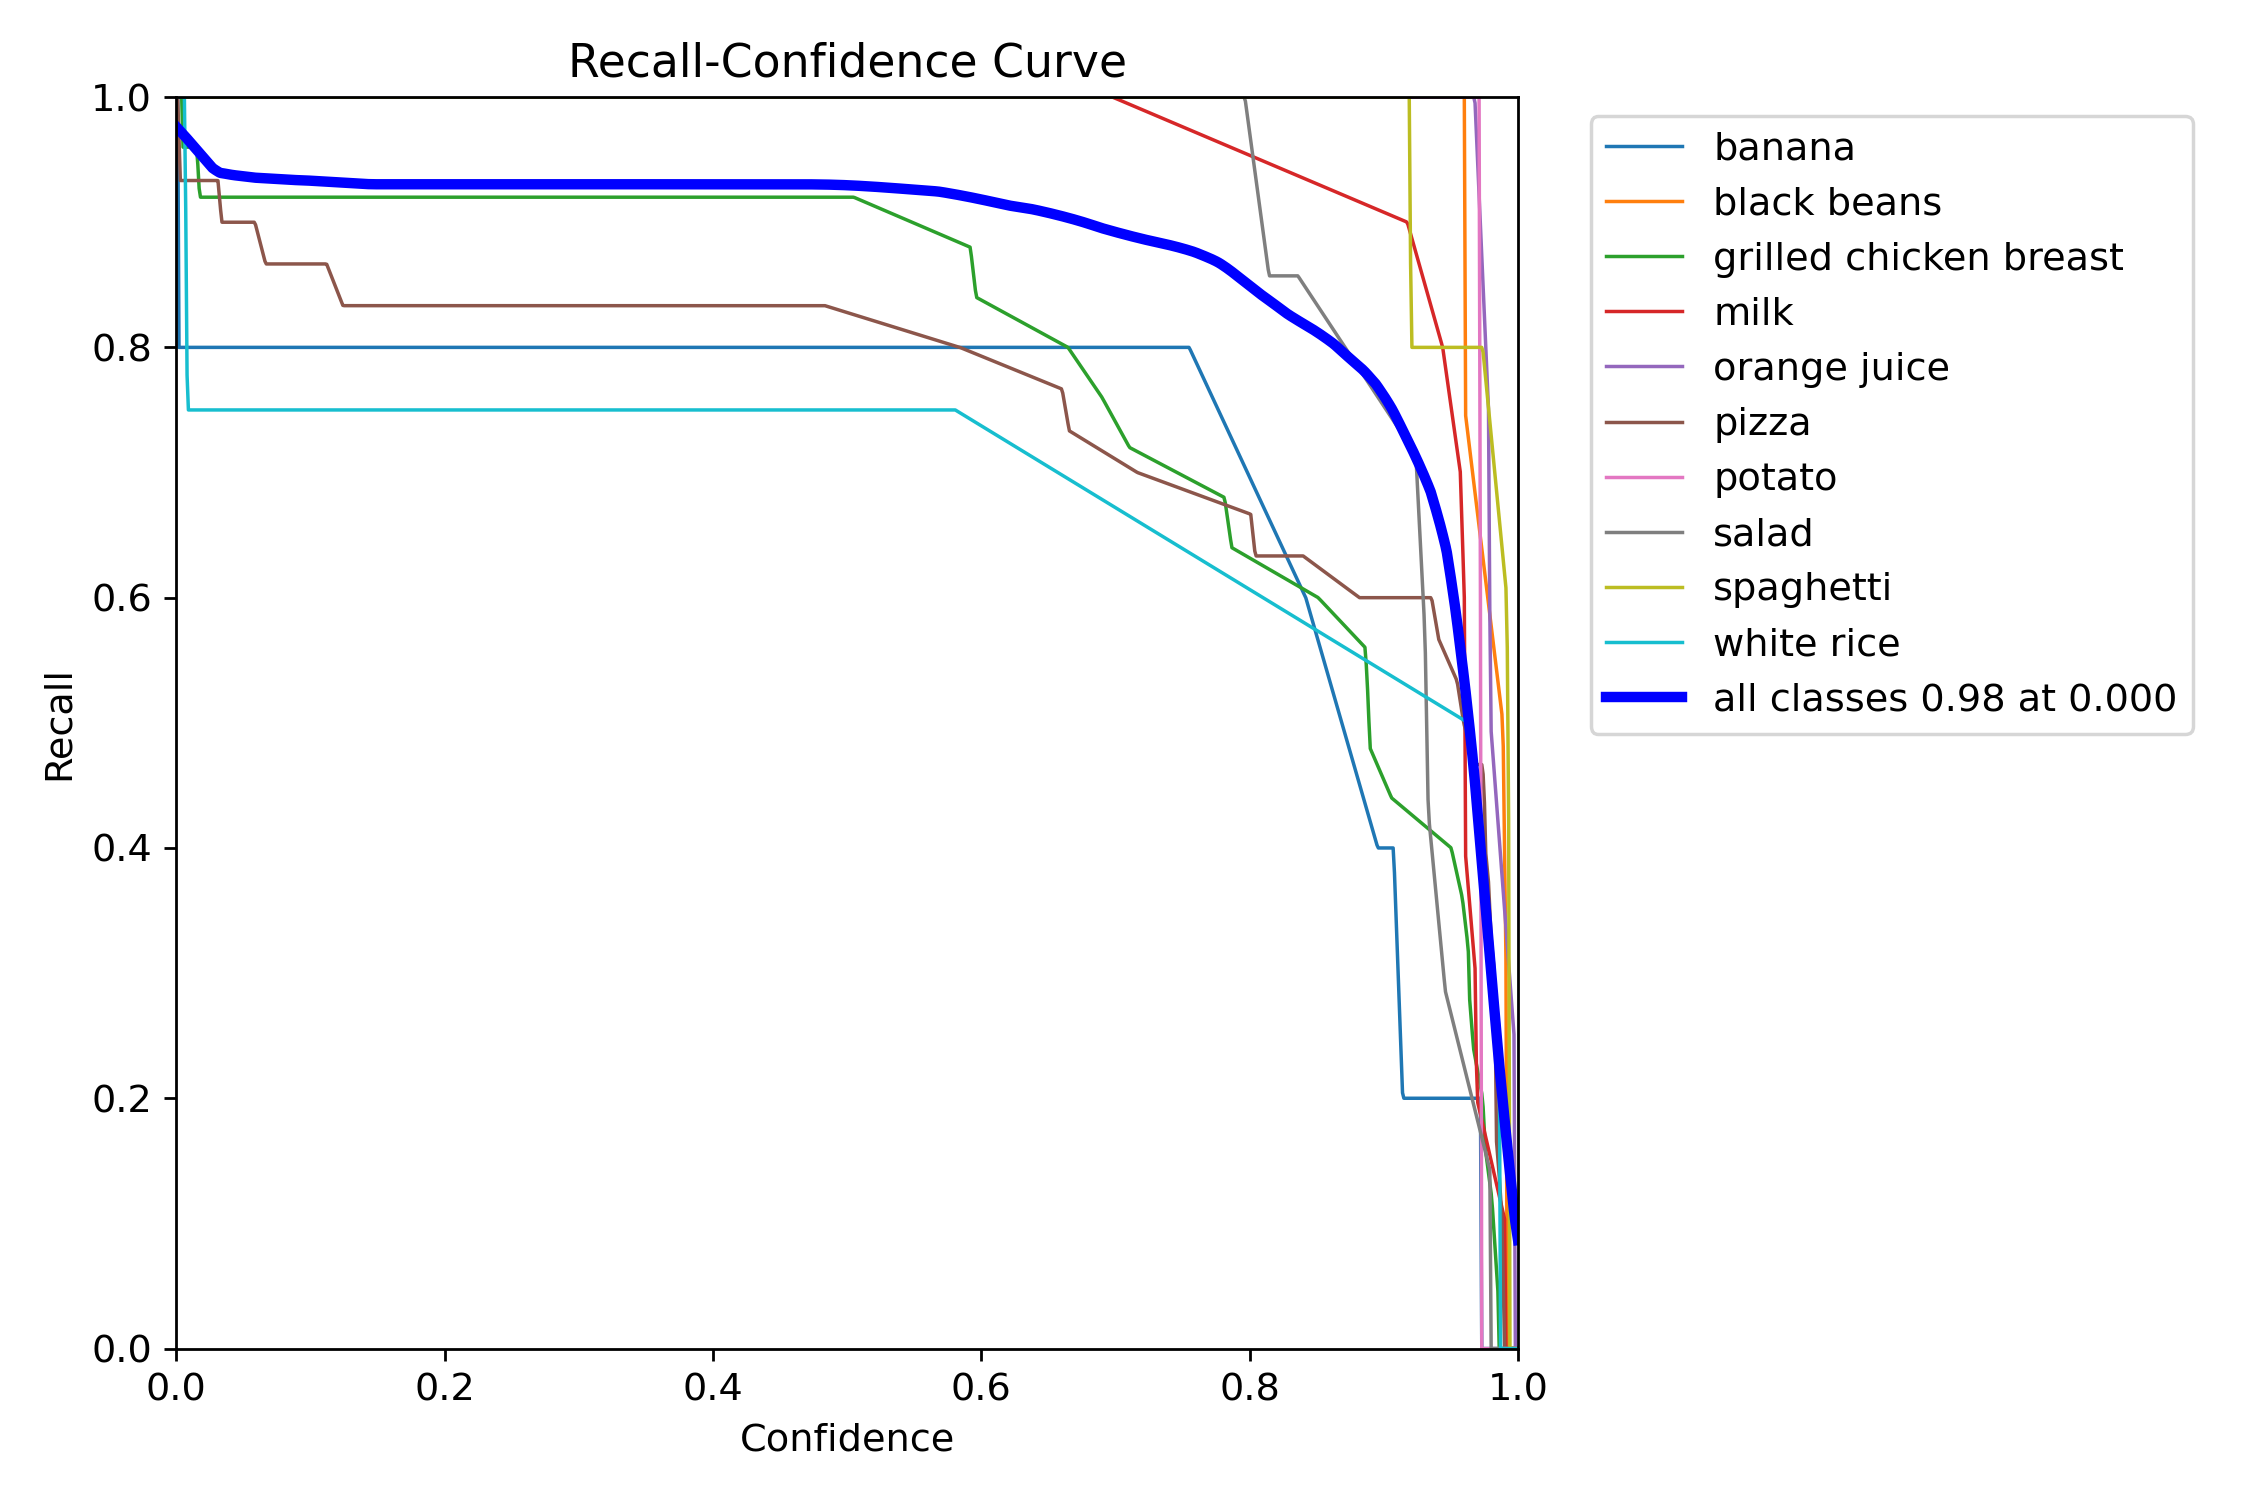 Recall-Confidence Curve
1.0
0.8
0.6
0.4
0.2
0.0
Recall
0.0 0.2 0.4 0.6 0.8 1.0
Confidence
banana
black beans
grilled chicken breast
milk
orange juice
pizza
potato
salad
spaghetti
white rice
all classes 0.98 at 0.000